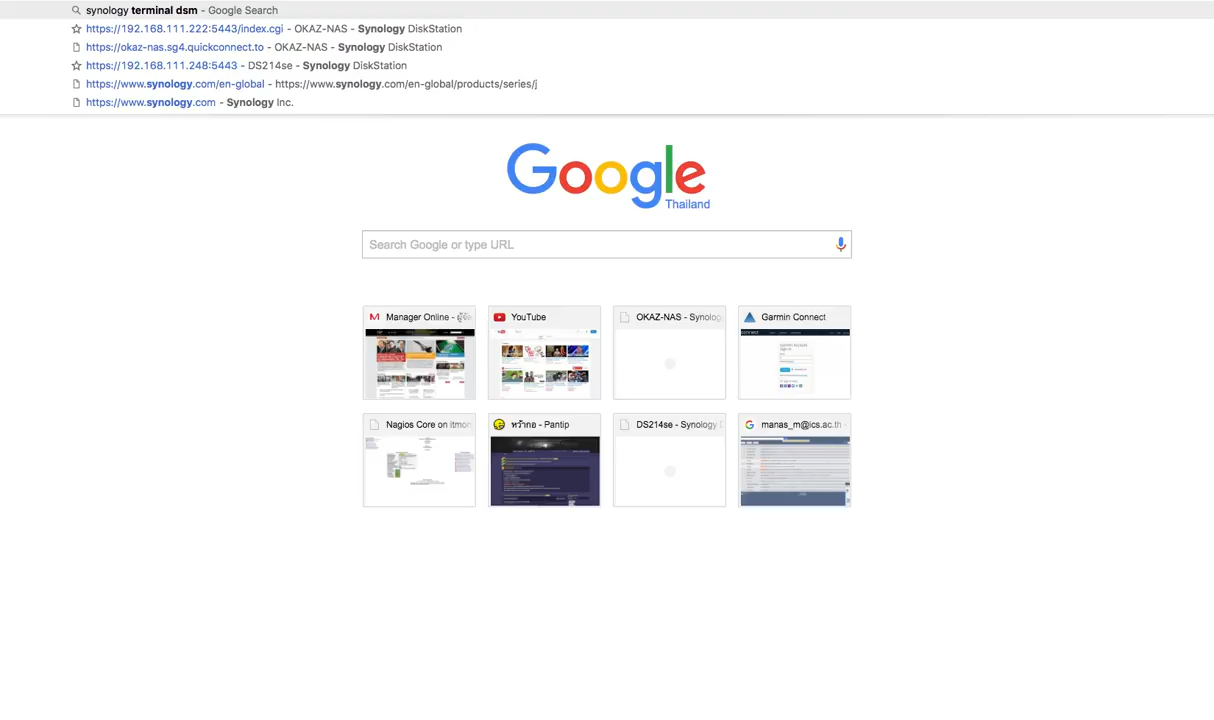 synology terminal dsm - Google Search
https://192.168.111.222:5443/index.cgi - OKAZ-NAS - Synology DiskStation
https://okaz-nas.sg4.quickconnect.to - OKAZ-NAS - Synology DiskStation
https://192.168.111.248:5443 - DS214se - Synology DiskStation
https://www.synology.com/en-global - https://www.synology.com/en-global/products/series/j
https://www.synology.com - Synology Inc.
Google
Thailand
Search Google or type URL
Manager Online -
YouTube
OKAZ-NAS - Synology
Garmin Connect
Nagios Core on itmon
หว้ากอ - Pantip
DS214se - Synology
manas_m@ics.ac.th -